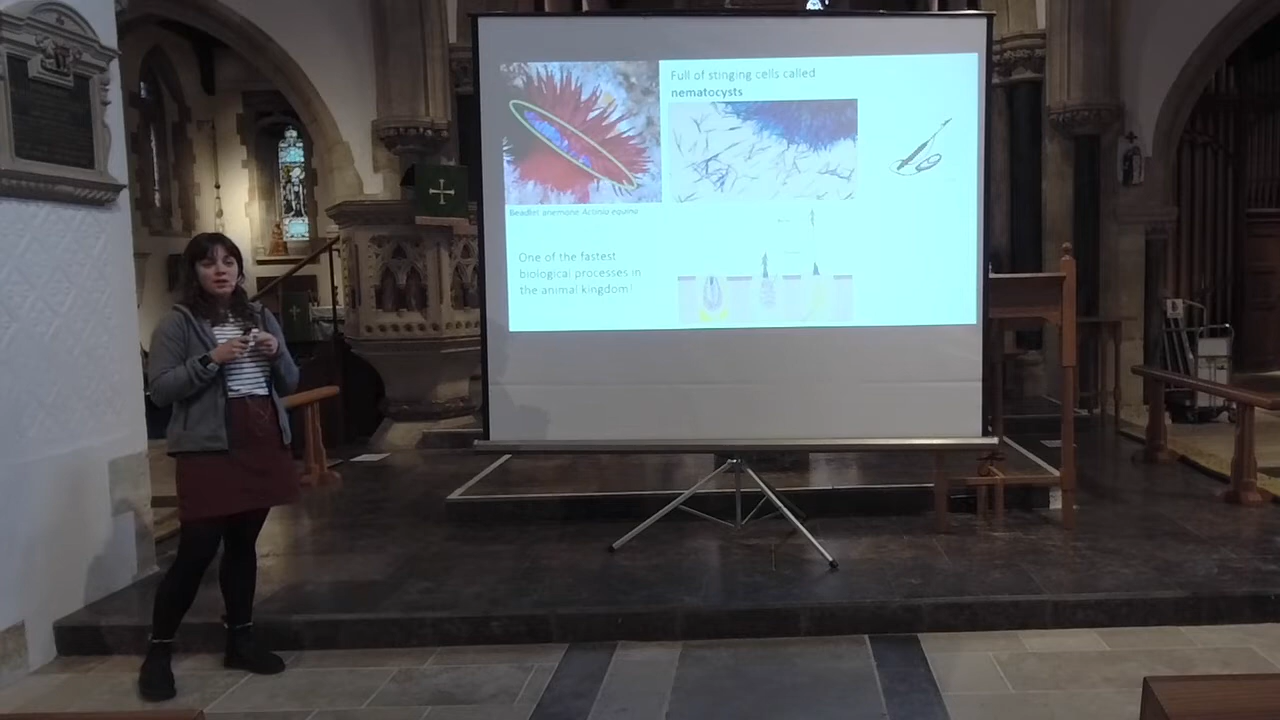 Full of stinging cells called
nematocysts
Beadlet anemone Actinia equina
One of the fastest
biological processes in
the animal kingdom!